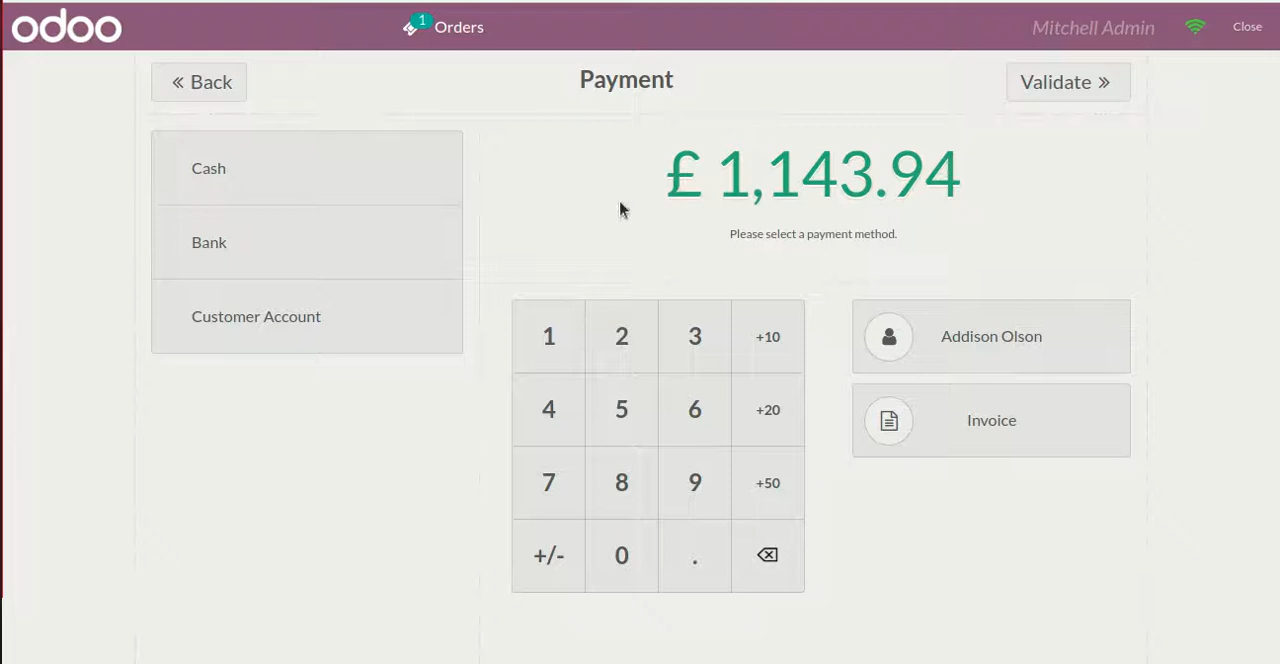 odoo
1
Orders
Mitchell Admin
Close
Back
Payment
Validate
Cash
Bank
Customer Account
£ 1,143.94
Please select a payment method.
1 2 3 +10
4 5 6 +20
7 8 9 +50
+/- 0 .
Addison Olson
Invoice